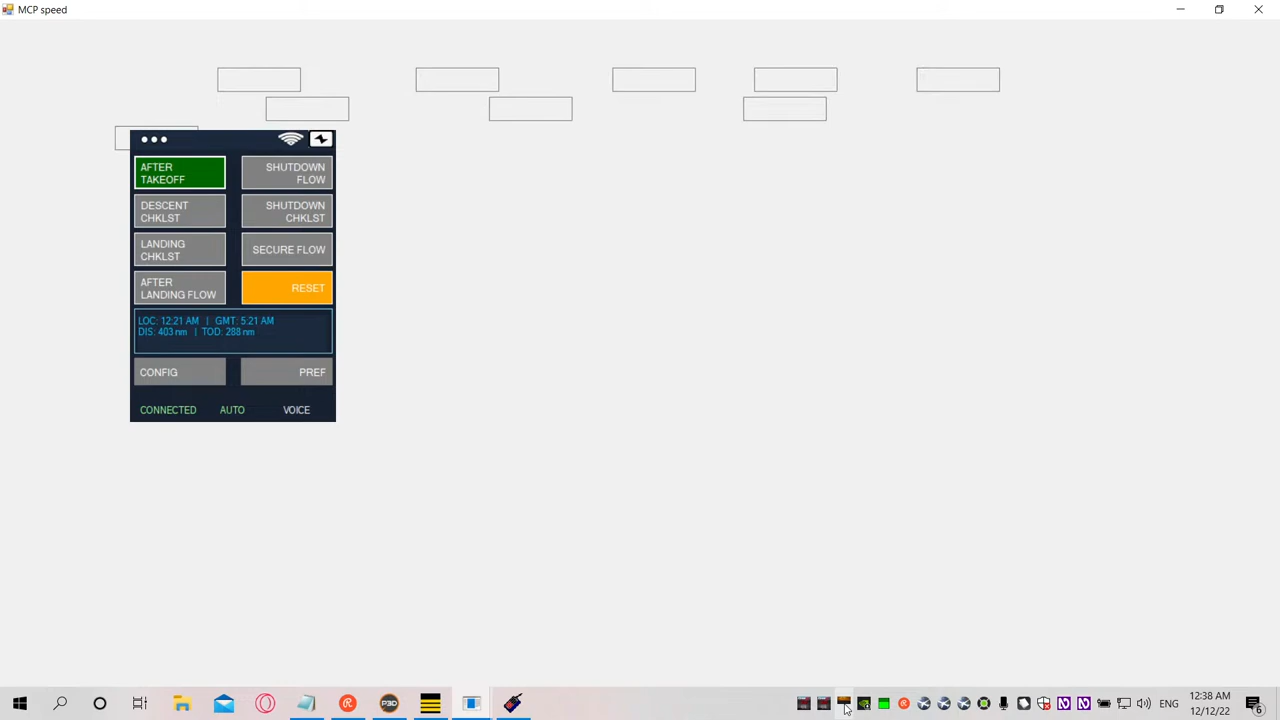 MCP speed
AFTER
TAKEOFF
SHUTDOWN
FLOW
DESCENT
CHKLST
SHUTDOWN
CHKLST
LANDING
CHKLST
SECURE FLOW
AFTER
LANDING FLOW
RESET
LOC: 12:21 AM | GMT: 5:21 AM
DIS: 403 nm | TOD: 288 nm
CONFIG
PREF
CONNECTED AUTO VOICE
P3D
ENG
12:38 AM
12/12/22
6